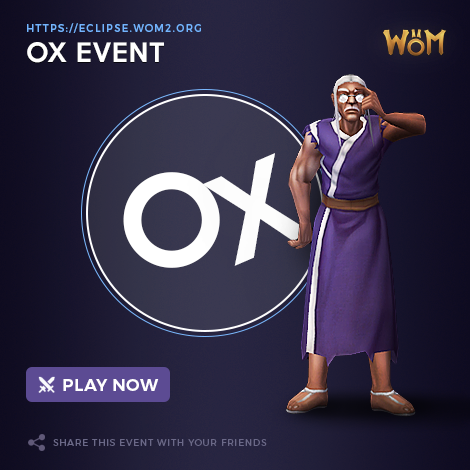 HTTPS://ECLIPSE.WOM2.ORG
OX EVENT
WOM
OX
PLAY NOW
SHARE THIS EVENT WITH YOUR FRIENDS